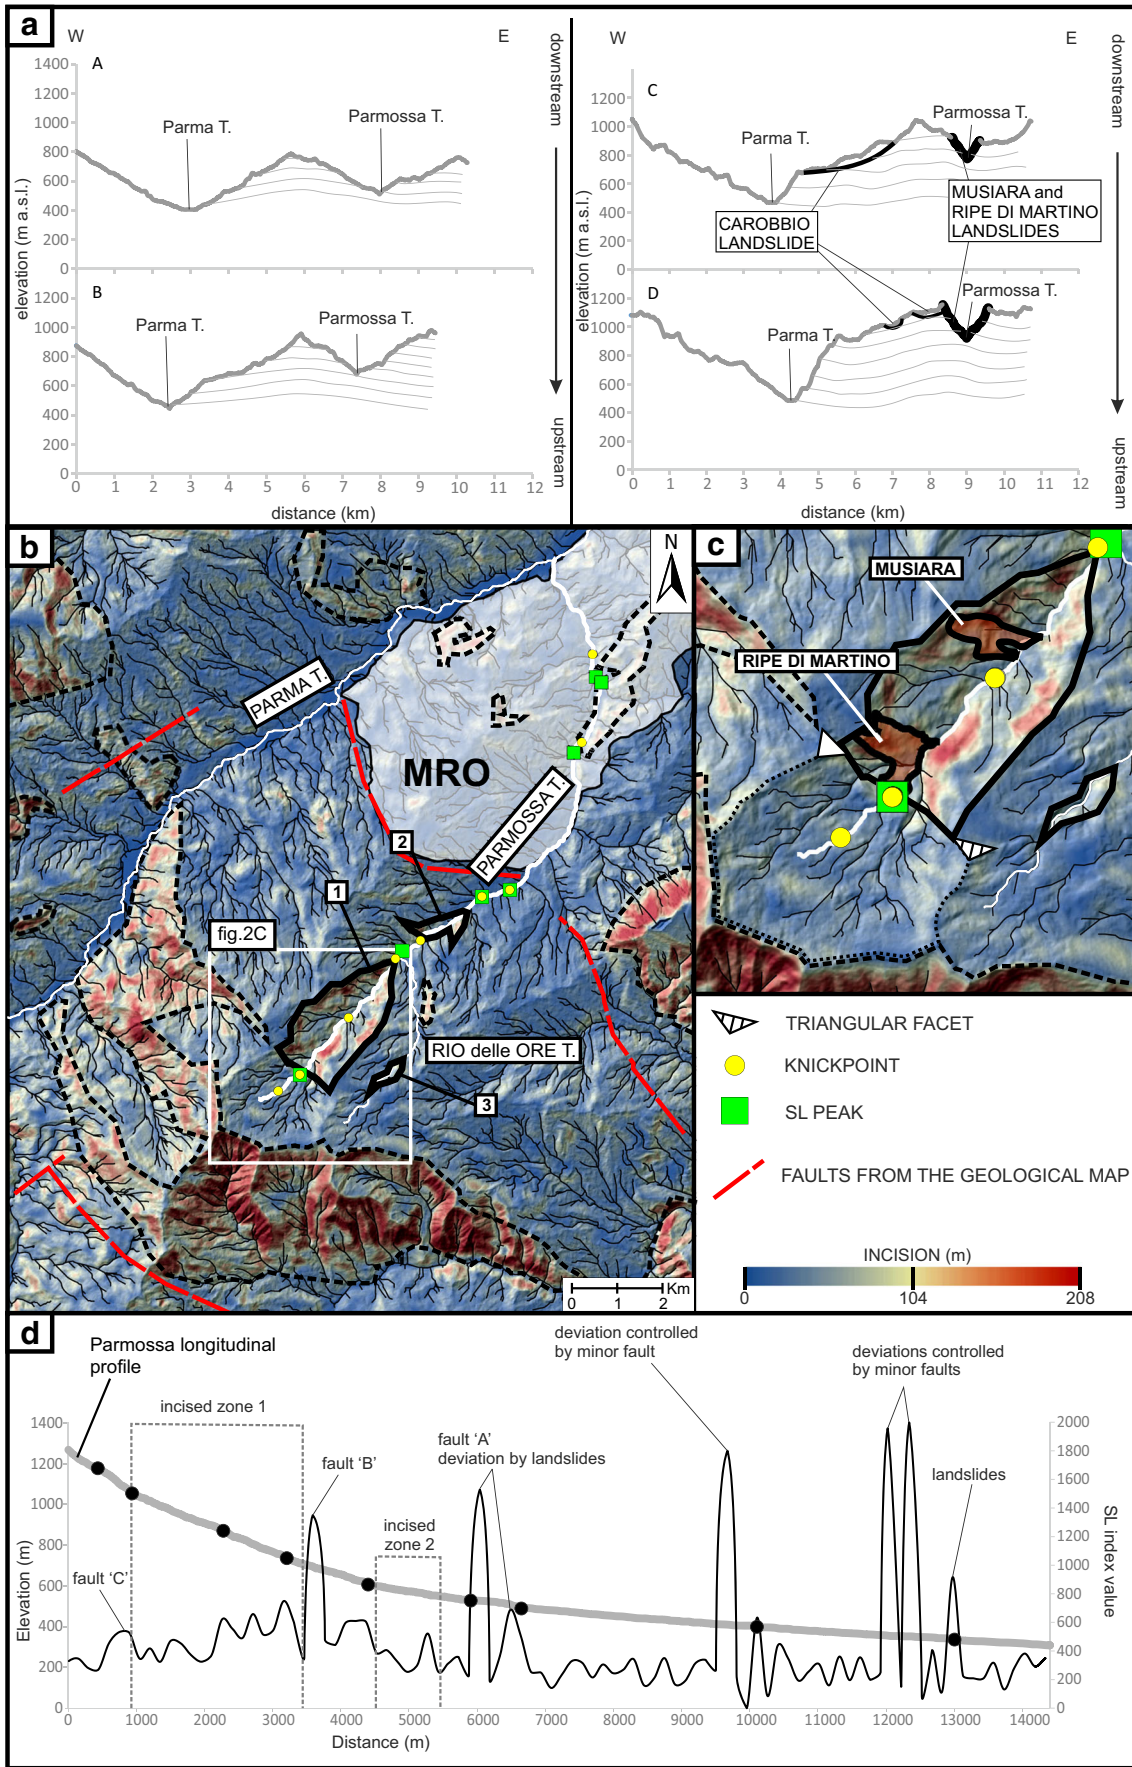 a
W
E
downstream
upstream
A
1400
1200
1000
800
600
400
200
0
Parma T.
Parmossa T.
elevation (m a.s.l.)
B
1200
1000
800
600
400
200
0
Parma T.
Parmossa T.
0 1 2 3 4 5 6 7 8 9 10 11 12
distance (km)
W
E
downstream
upstream
C
1200
1000
800
600
400
200
0
Parma T.
Parmossa T.
CAROBBIO
LANDSLIDE
MUSIARA and
RIPE DI MARTINO
LANDSLIDES
elevation (m a.s.l.)
D
1200
1000
800
600
400
200
0
Parma T.
Parmossa T.
0 1 2 3 4 5 6 7 8 9 10 11 12
distance (km)
b
N
PARMA T.
MRO
PARMOSSA T.
2
1
fig.2C
RIO delle ORE T.
3
Km
0 1 2
c
MUSIARA
RIPE DI MARTINO
TRIANGULAR FACET
KNICKPOINT
SL PEAK
FAULTS FROM THE GEOLOGICAL MAP
INCISION (m)
0 104 208
d
Parmossa longitudinal
profile
deviation controlled
by minor fault
deviations controlled
by minor faults
incised zone 1
fault ‘B’
fault ‘A’
deviation by landslides
incised
zone 2
landslides
fault ‘C’
Elevation (m)
1400
1200
1000
800
600
400
200
0
SL index value
2000
1800
1600
1400
1200
1000
800
600
400
200
0
0 1000 2000 3000 4000 5000 6000 7000 8000 9000 10000 11000 12000 13000 14000
Distance (m)